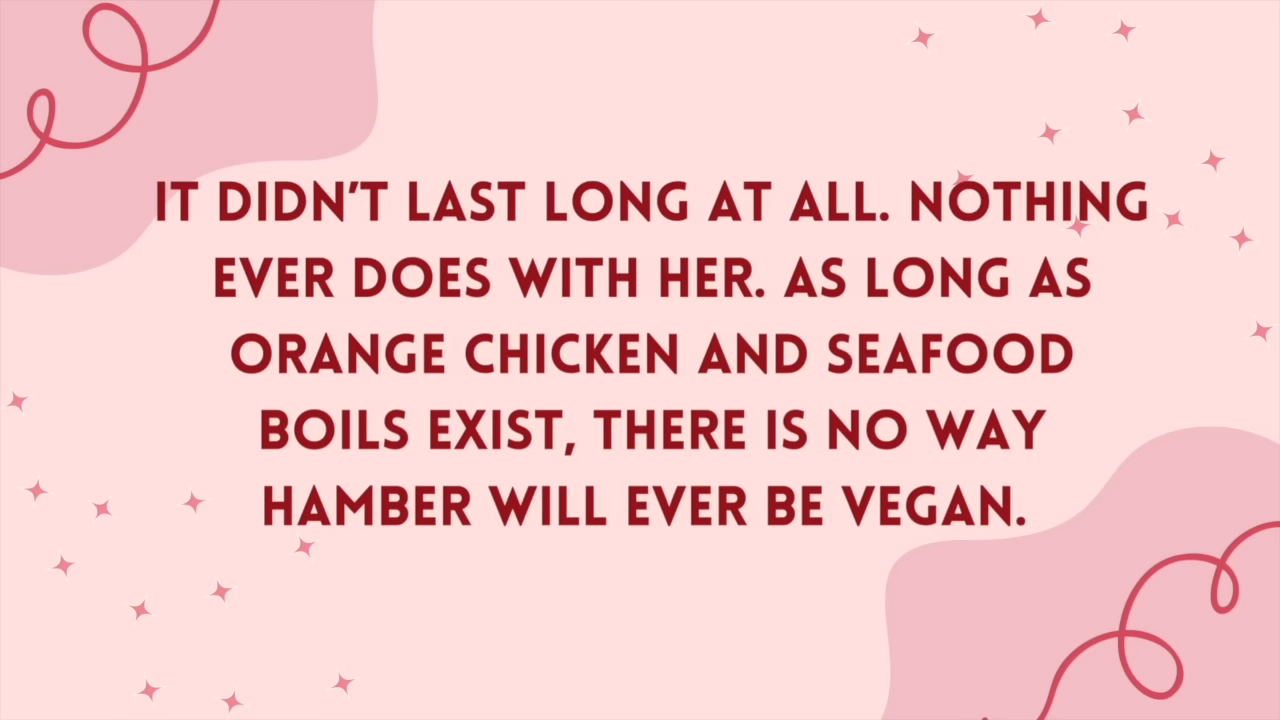 IT DIDN'T LAST LONG AT ALL. NOTHING
EVER DOES WITH HER. AS LONG AS
ORANGE CHICKEN AND SEAFOOD
BOILS EXIST, THERE IS NO WAY
HAMBER WILL EVER BE VEGAN.